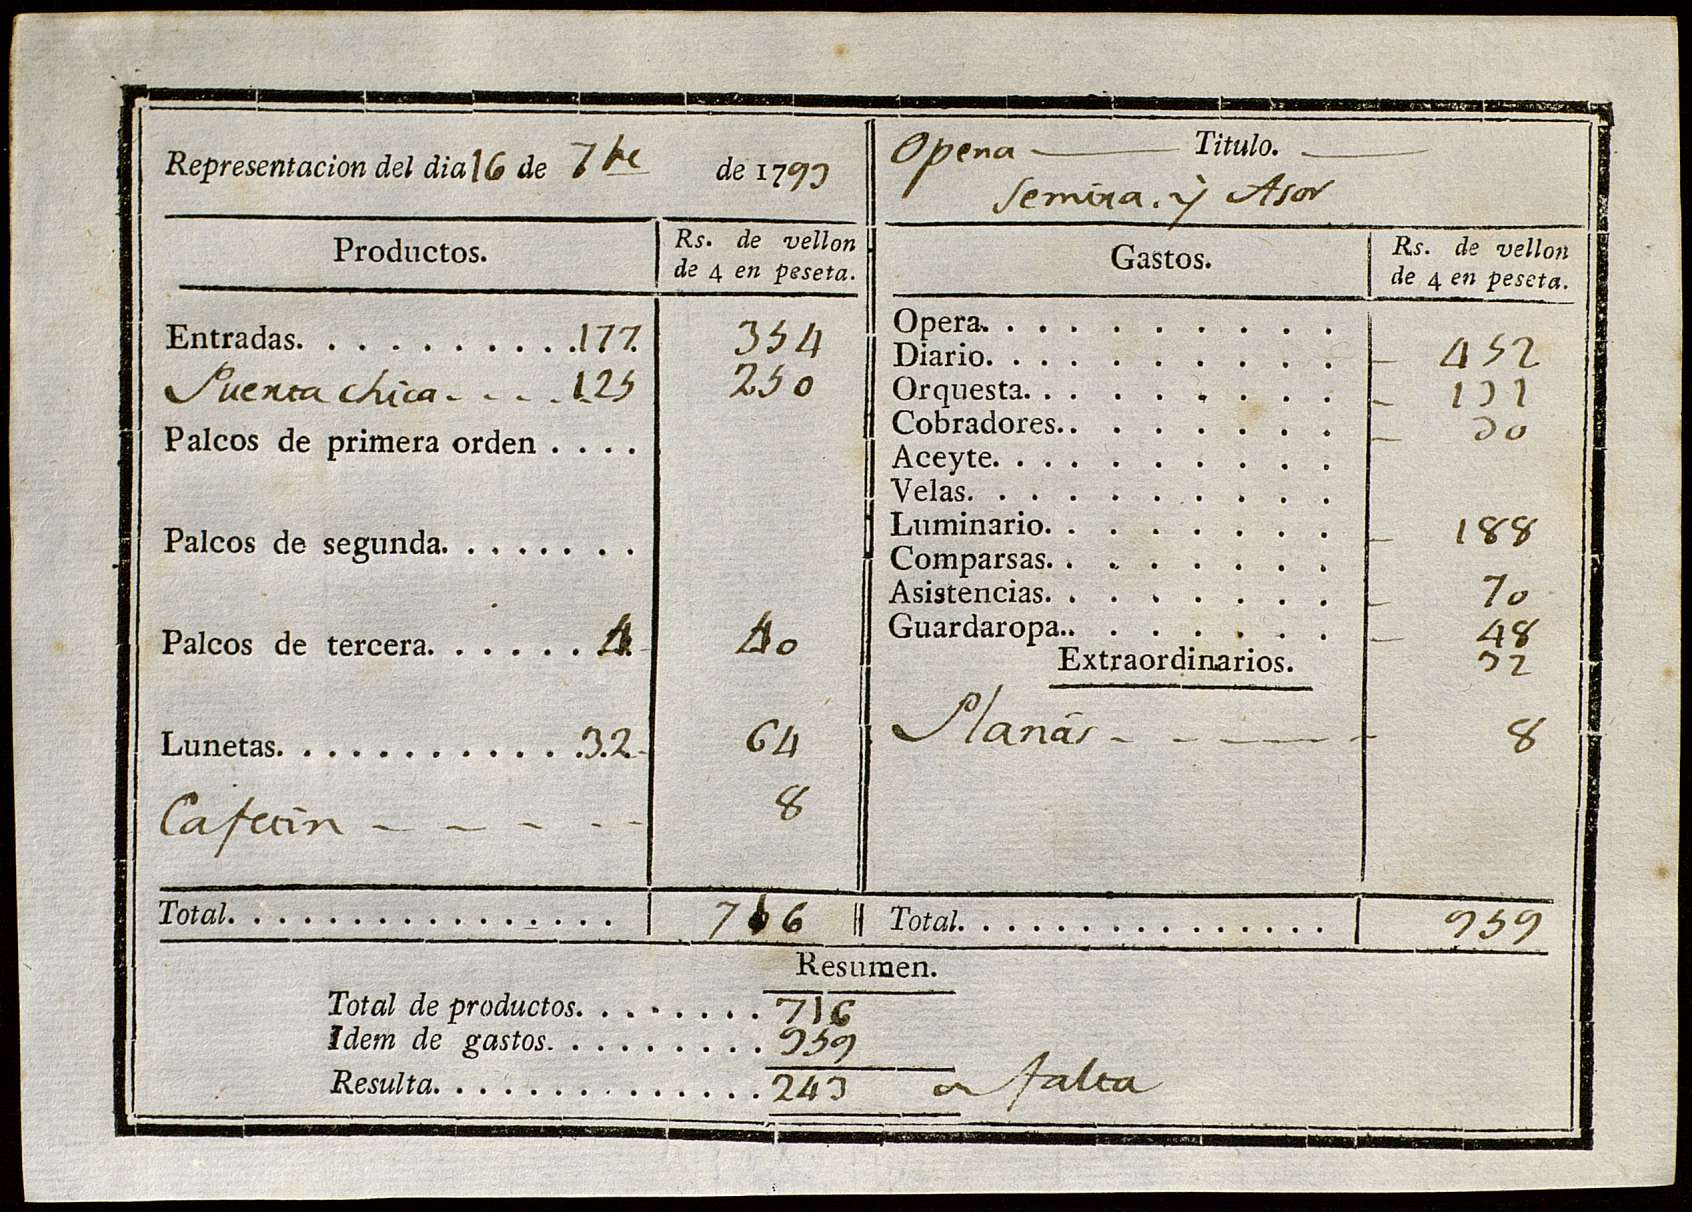 Representacion del dia 16 de 7bre de 1793
Productos.
Rs. de vellon
de 4 en peseta.
Entradas. . . . . . . . . . .177. 354
Puerta chica - - - - 125 250
Palcos de primera orden . . . .
Palcos de segunda. . . . . . . .
Palcos de tercera. . . . . . 4. 40
Lunetas. . . . . . . . . . . .32- 64
Cafetin - - - - - - 8
Total. . . . . . . . . . . . . . . . 716
Opera — Titulo. —
Semira. ÿ Asor
Gastos.
Rs. de vellon
de 4 en peseta.
Opera. . . . . . . . . .
Diario. . . . . . . . . . - 452
Orquesta. . . . . . . . . - 131
Cobradores.. . . . . . . . - 30
Aceyte. . . . . . . . . .
Velas. . . . . . . . . . .
Luminario. . . . . . . . - 188
Comparsas. . . . . . . .
Asistencias. . . . . . . . - 70
Guardaropa.. . . . . . . - 48
Extraordinarios. 32
Planás - - - - - - 8
Total. . . . . . . . . . . . . . . . 959
Resumen.
Total de productos. . . . . . . . 716
Idem de gastos. . . . . . . . . 959
Resulta. . . . . . . . . . . . . . 243 falta